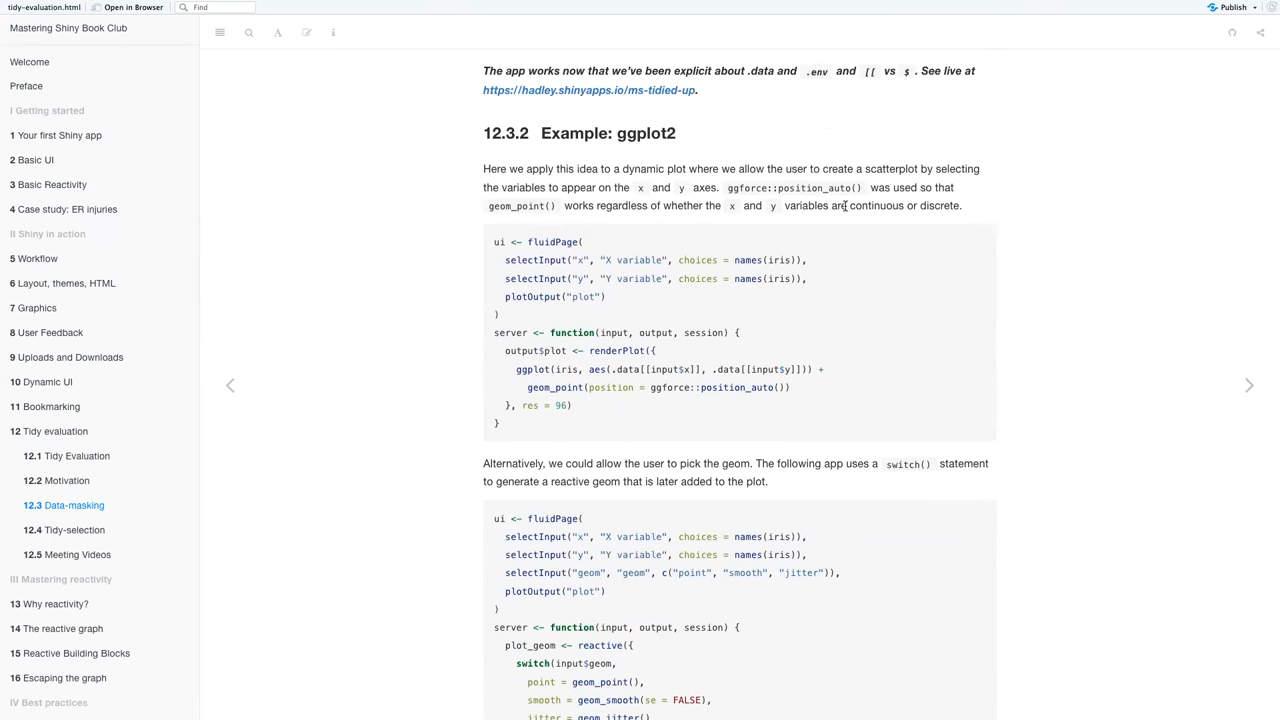 tidy-evaluation.html
Open in Browser
Find
Publish
Mastering Shiny Book Club
Welcome
Preface
I Getting started
1 Your first Shiny app
2 Basic UI
3 Basic Reactivity
4 Case study: ER injuries
II Shiny in action
5 Workflow
6 Layout, themes, HTML
7 Graphics
8 User Feedback
9 Uploads and Downloads
10 Dynamic UI
11 Bookmarking
12 Tidy evaluation
12.1 Tidy Evaluation
12.2 Motivation
12.3 Data-masking
12.4 Tidy-selection
12.5 Meeting Videos
III Mastering reactivity
13 Why reactivity?
14 The reactive graph
15 Reactive Building Blocks
16 Escaping the graph
IV Best practices
The app works now that we've been explicit about .data and .env and [[ vs $ . See live at
https://hadley.shinyapps.io/ms-tidied-up.
12.3.2 Example: ggplot2
Here we apply this idea to a dynamic plot where we allow the user to create a scatterplot by selecting
the variables to appear on the x and y axes. ggforce::position_auto() was used so that
geom_point() works regardless of whether the x and y variables are continuous or discrete.
ui <- fluidPage(
selectInput("x", "X variable", choices = names(iris)),
selectInput("y", "Y variable", choices = names(iris)),
plotOutput("plot")
)
server <- function(input, output, session) {
output$plot <- renderPlot({
ggplot(iris, aes(.data[[input$x]], .data[[input$y]])) +
geom_point(position = ggforce::position_auto())
}, res = 96)
}
Alternatively, we could allow the user to pick the geom. The following app uses a switch() statement
to generate a reactive geom that is later added to the plot.
ui <- fluidPage(
selectInput("x", "X variable", choices = names(iris)),
selectInput("y", "Y variable", choices = names(iris)),
selectInput("geom", "geom", c("point", "smooth", "jitter")),
plotOutput("plot")
)
server <- function(input, output, session) {
plot_geom <- reactive({
switch(input$geom,
point = geom_point(),
smooth = geom_smooth(se = FALSE),
jitter = geom_jitter()